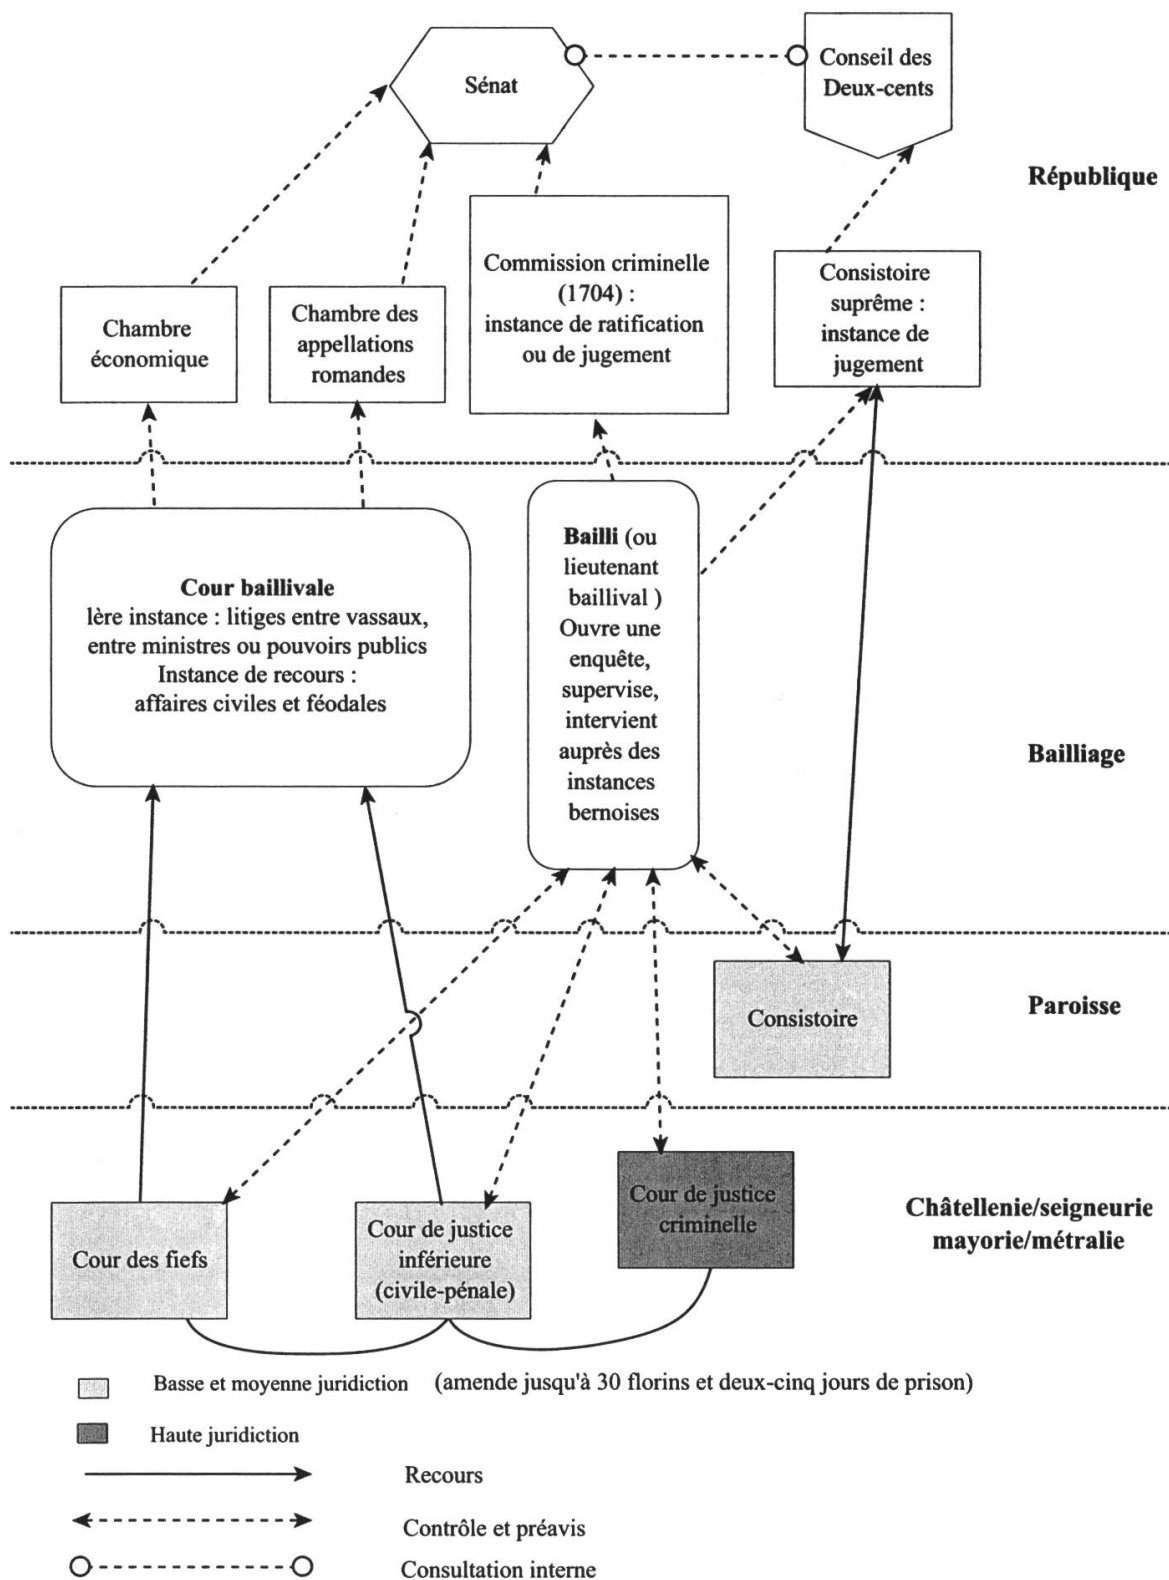 Sénat
Conseil des
Deux-cents
République
Chambre
économique
Chambre des
appellations
romandes
Commission criminelle
(1704) :
instance de ratification
ou de jugement
Consistoire
suprême :
instance de
jugement
Cour baillivale
lère instance : litiges entre vassaux,
entre ministres ou pouvoirs publics
Instance de recours :
affaires civiles et féodales
Bailli (ou
lieutenant
baillival )
Ouvre une
enquête,
supervise,
intervient
auprès des
instances
bernoises
Bailliage
Consistoire
Paroisse
Cour des fiefs
Cour de justice
inférieure
(civile-pénale)
Cour de justice
criminelle
Châtellenie/seigneurie
mayorie/métralie
Basse et moyenne juridiction (amende jusqu'à 30 florins et deux-cinq jours de prison)
Haute juridiction
Recours
Contrôle et préavis
Consultation interne